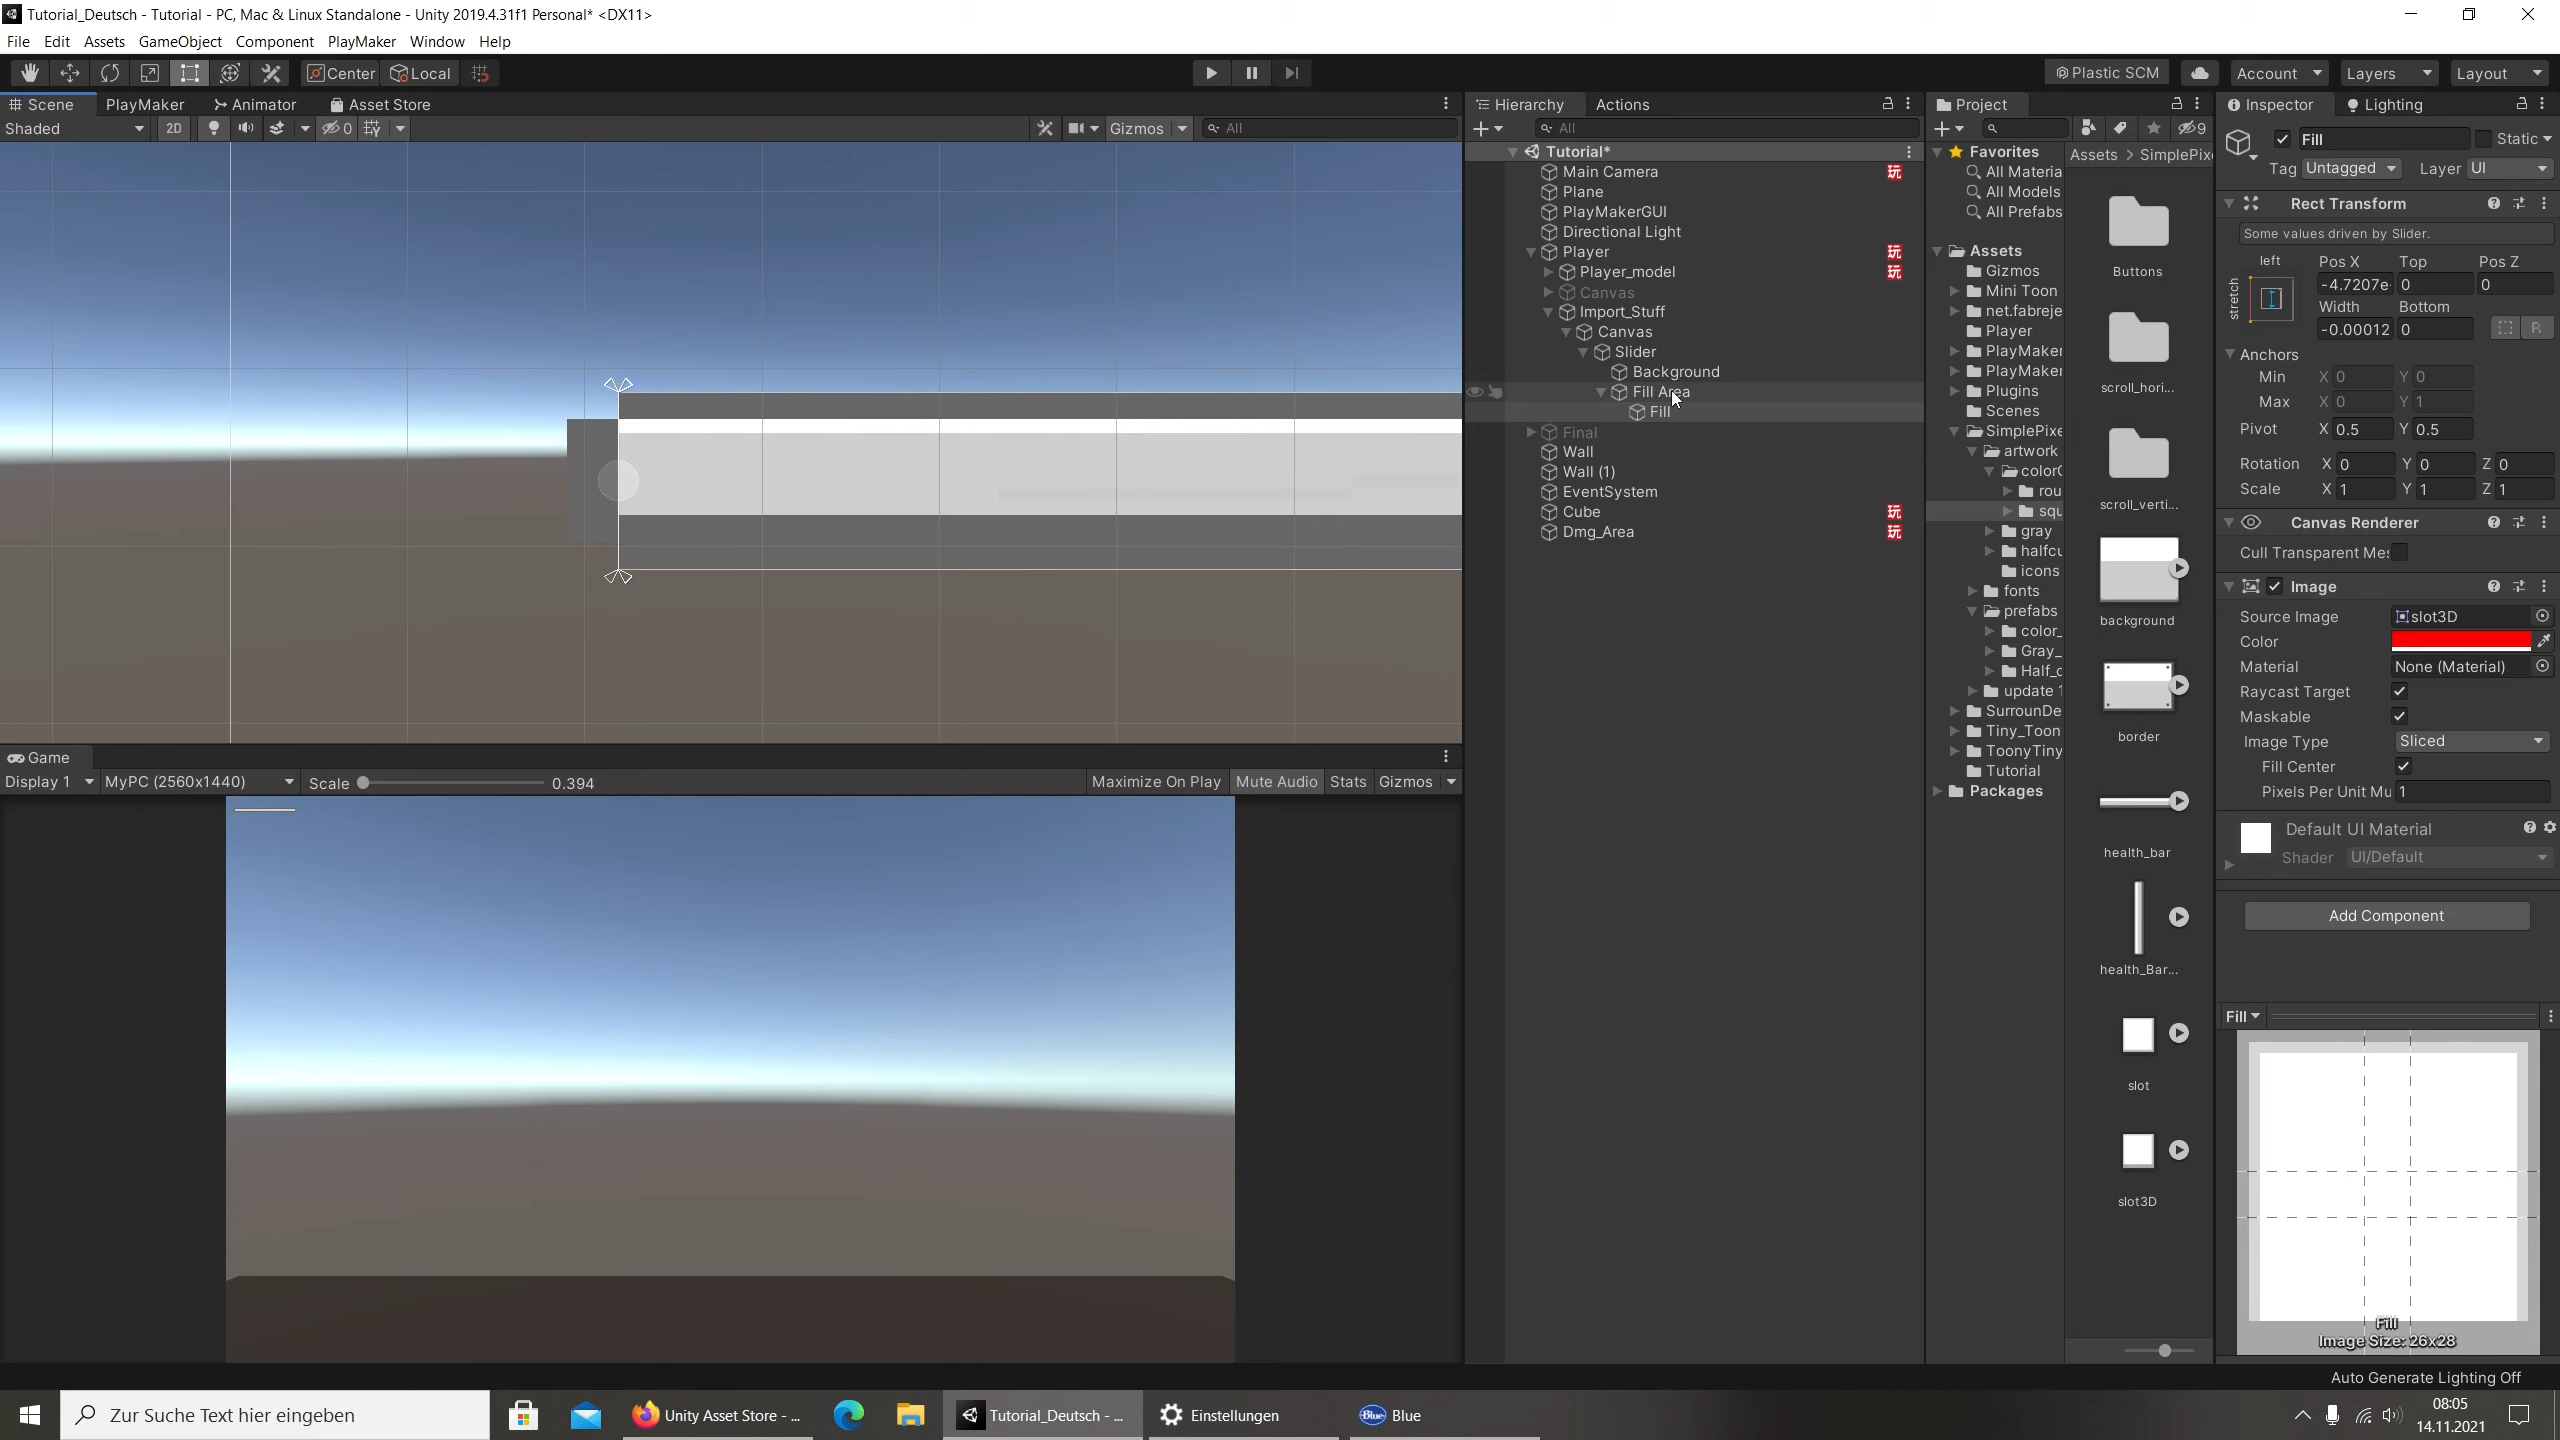 Tutorial_Deutsch - Tutorial - PC, Mac & Linux Standalone - Unity 2019.4.31f1 Personal* <DX11>
File Edit Assets GameObject Component PlayMaker Window Help
Center Local Plastic SCM Account Layers Layout
Scene PlayMaker Animator Asset Store
Shaded 2D 0 Gizmos All
Hierarchy Actions
All
Tutorial*
Main Camera 玩
Plane
PlayMakerGUI
Directional Light
Player 玩
Player_model 玩
Canvas
Import_Stuff
Canvas
Slider
Background
Fill Area
Fill
Final
Wall
Wall (1)
EventSystem
Cube 玩
Dmg_Area 玩
Project
9
Favorites
All Materia
All Models
All Prefabs
Assets
Gizmos
Mini Toon
net.fabreje
Player
PlayMaker
PlayMaker
Plugins
Scenes
SimplePixe
artwork
color(
rou
squ
gray
halfcu
icons
fonts
prefabs
color_
Gray_
Half_c
update 1
SurrounDe
Tiny_Toon
ToonyTiny
Tutorial
Packages
Assets > SimplePix
Buttons
scroll_hori...
scroll_verti...
background
border
health_bar
health_Bar...
slot
slot3D
Inspector Lighting
Fill Static
Tag Untagged Layer UI
Rect Transform
Some values driven by Slider.
left Pos X Top Pos Z
stretch -4.7207e 0 0
Width Bottom
-0.00012 0 R
Anchors
Min X 0 Y 0
Max X 0 Y 1
Pivot X 0.5 Y 0.5
Rotation X 0 Y 0 Z 0
Scale X 1 Y 1 Z 1
Canvas Renderer
Cull Transparent Me
Image
Source Image slot3D
Color
Material None (Material)
Raycast Target
Maskable
Image Type Sliced
Fill Center
Pixels Per Unit Mu 1
Default UI Material
Shader UI/Default
Add Component
Fill
Fill
Image Size: 26x28
Game
Display 1 MyPC (2560x1440) Scale 0.394 Maximize On Play Mute Audio Stats Gizmos
Auto Generate Lighting Off
Zur Suche Text hier eingeben Unity Asset Store - ... Tutorial_Deutsch - ... Einstellungen Blue Blue
08:05
14.11.2021